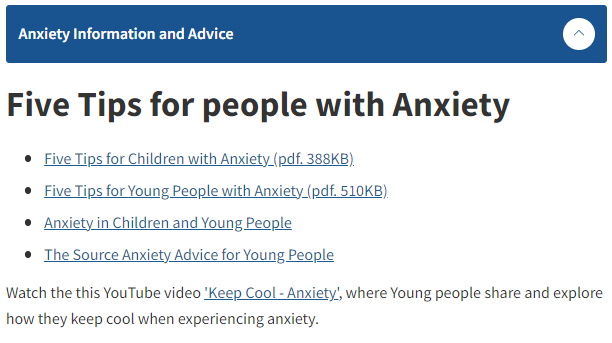 Anxiety Information and Advice
Five Tips for people with Anxiety
Five Tips for Children with Anxiety (pdf. 388KB)
Five Tips for Young People with Anxiety (pdf. 510KB)
Anxiety in Children and Young People
The Source Anxiety Advice for Young People
Watch the this YouTube video 'Keep Cool - Anxiety', where Young people share and explore
how they keep cool when experiencing anxiety.